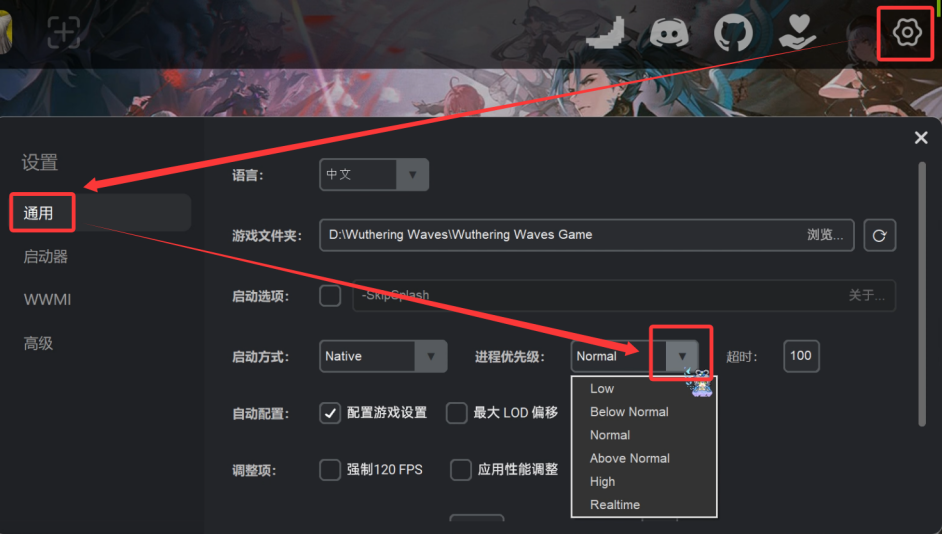 设置
通用
启动器
WWMI
高级
语言: 中文
游戏文件夹: D:\Wuthering Waves\Wuthering Waves Game 浏览...
启动选项: -SkipSplash 关于...
启动方式: Native 进程优先级: Normal 超时: 100
Low
Below Normal
Normal
Above Normal
High
Realtime
自动配置: 配置游戏设置 最大 LOD 偏移
调整项: 强制120 FPS 应用性能调整